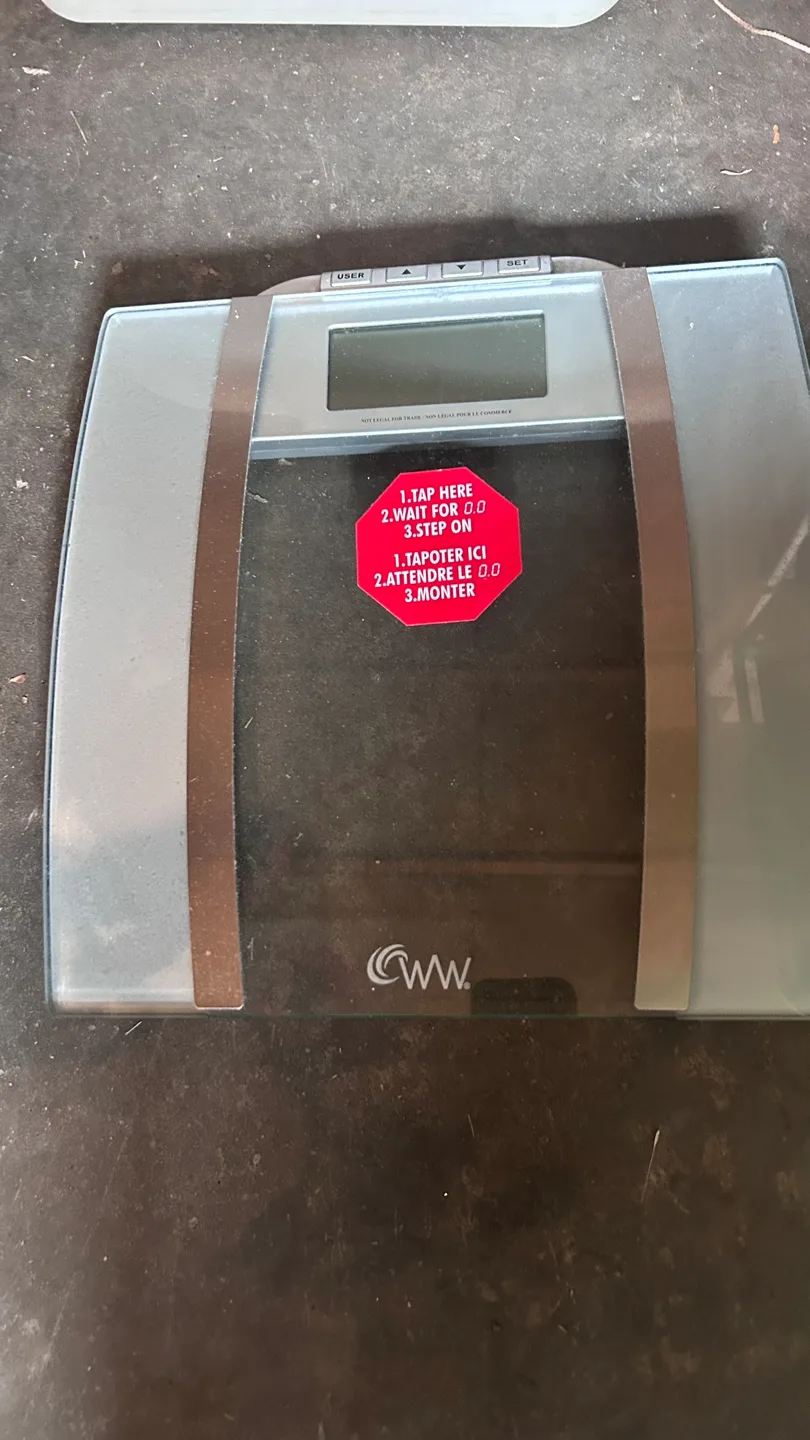 USER ▲ ▼ SET
NOT LEGAL FOR TRADE / NON LÉGAL POUR LE COMMERCE
1.TAP HERE
2.WAIT FOR 0.0
3.STEP ON
1.TAPOTER ICI
2.ATTENDRE LE 0.0
3.MONTER
WW®